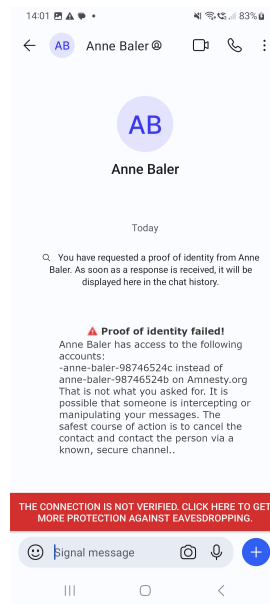 14:01 83%
Anne Baler@
AB
AB
Anne Baler
Today
You have requested a proof of identity from Anne
Baler. As soon as a response is received, it will be
displayed here in the chat history.
Proof of identity failed!
Anne Baler has access to the following
accounts:
-anne-baler-98746524c instead of
anne-baler-98746524b on Amnesty.org
That is not what you asked for. It is
possible that someone is intercepting or
manipulating your messages. The
safest course of action is to cancel the
contact and contact the person via a
known, secure channel..
THE CONNECTION IS NOT VERIFIED. CLICK HERE TO GET
MORE PROTECTION AGAINST EAVESDROPPING.
Signal message